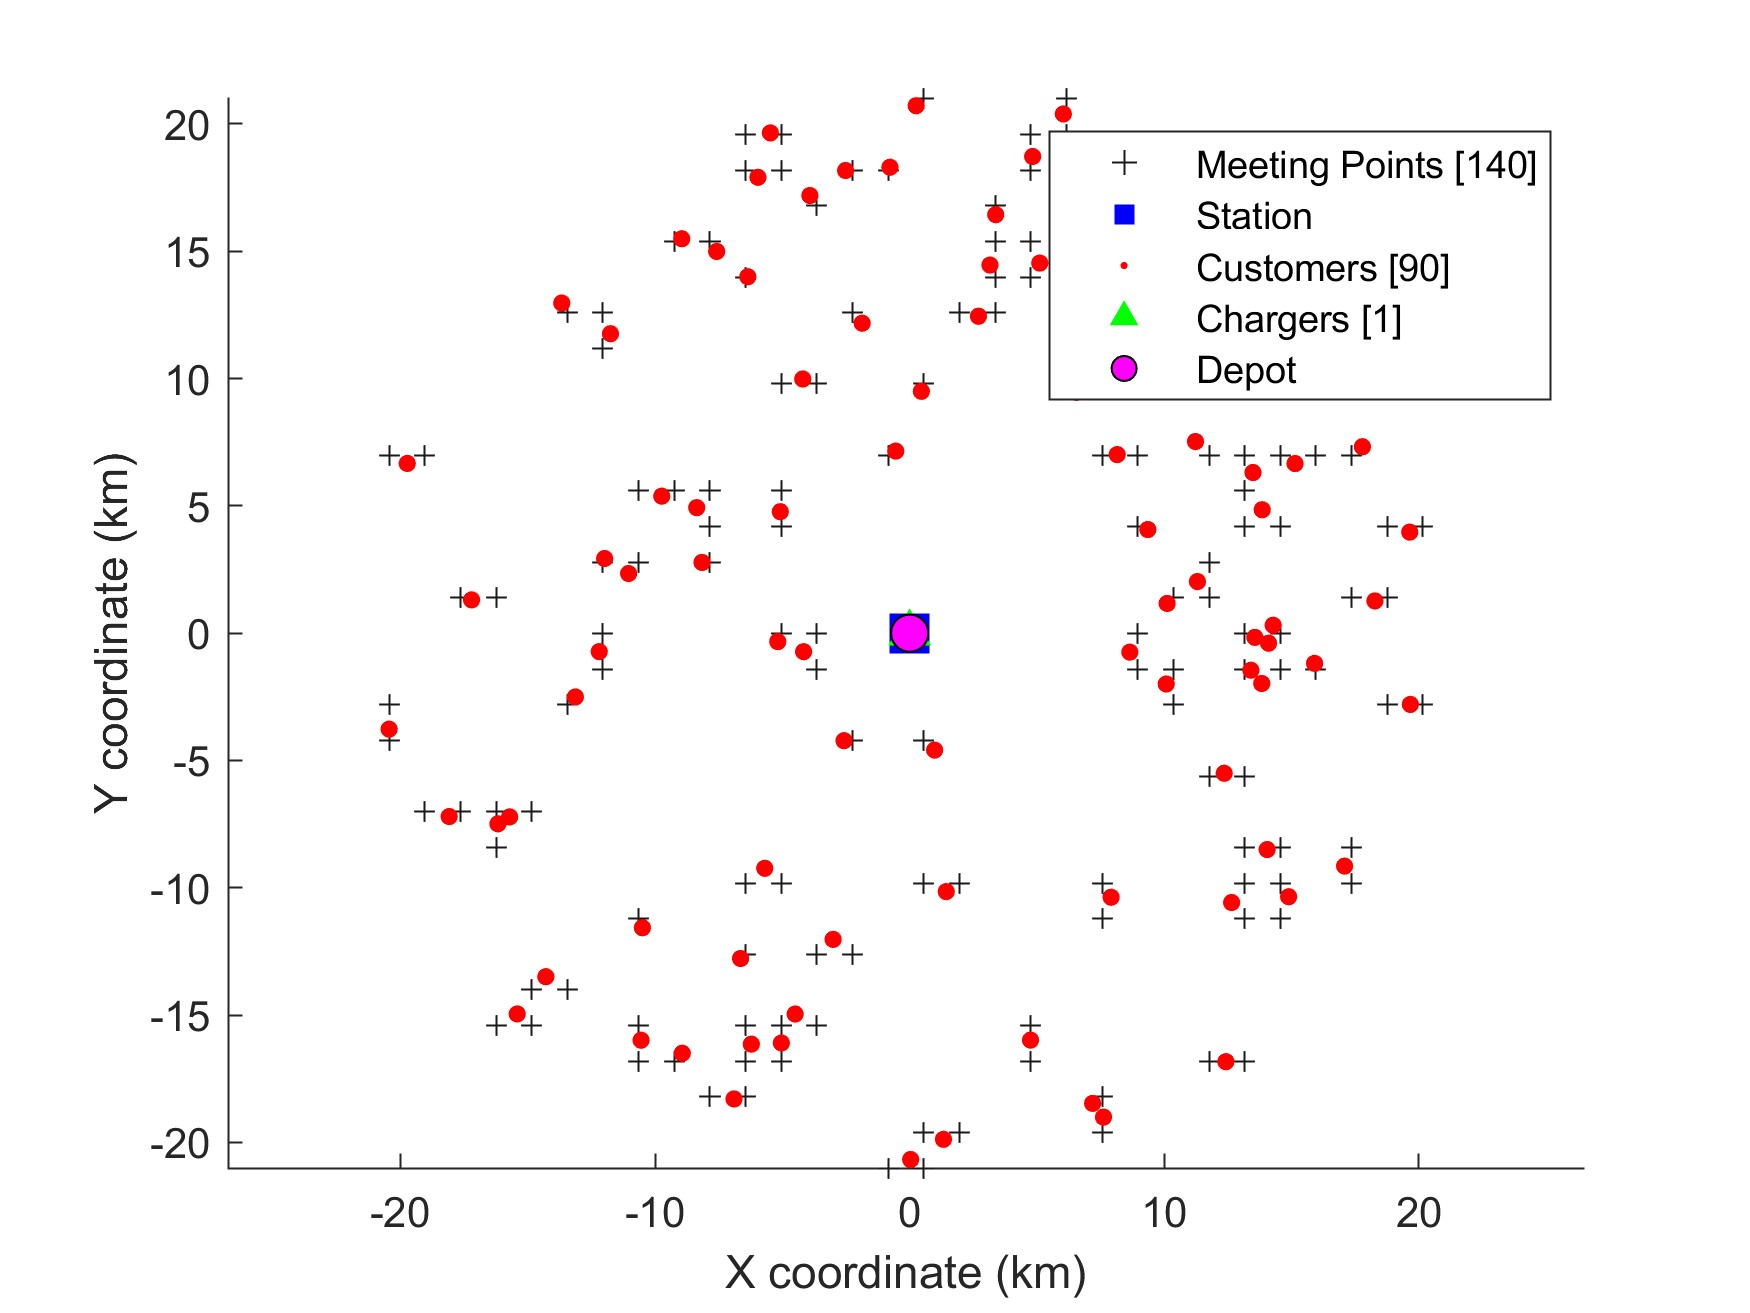 20
15
10
5
0
-5
-10
-15
-20
Y coordinate (km)
Meeting Points [140]
Station
Customers [90]
Chargers [1]
Depot
-20 -10 0 10 20
X coordinate (km)